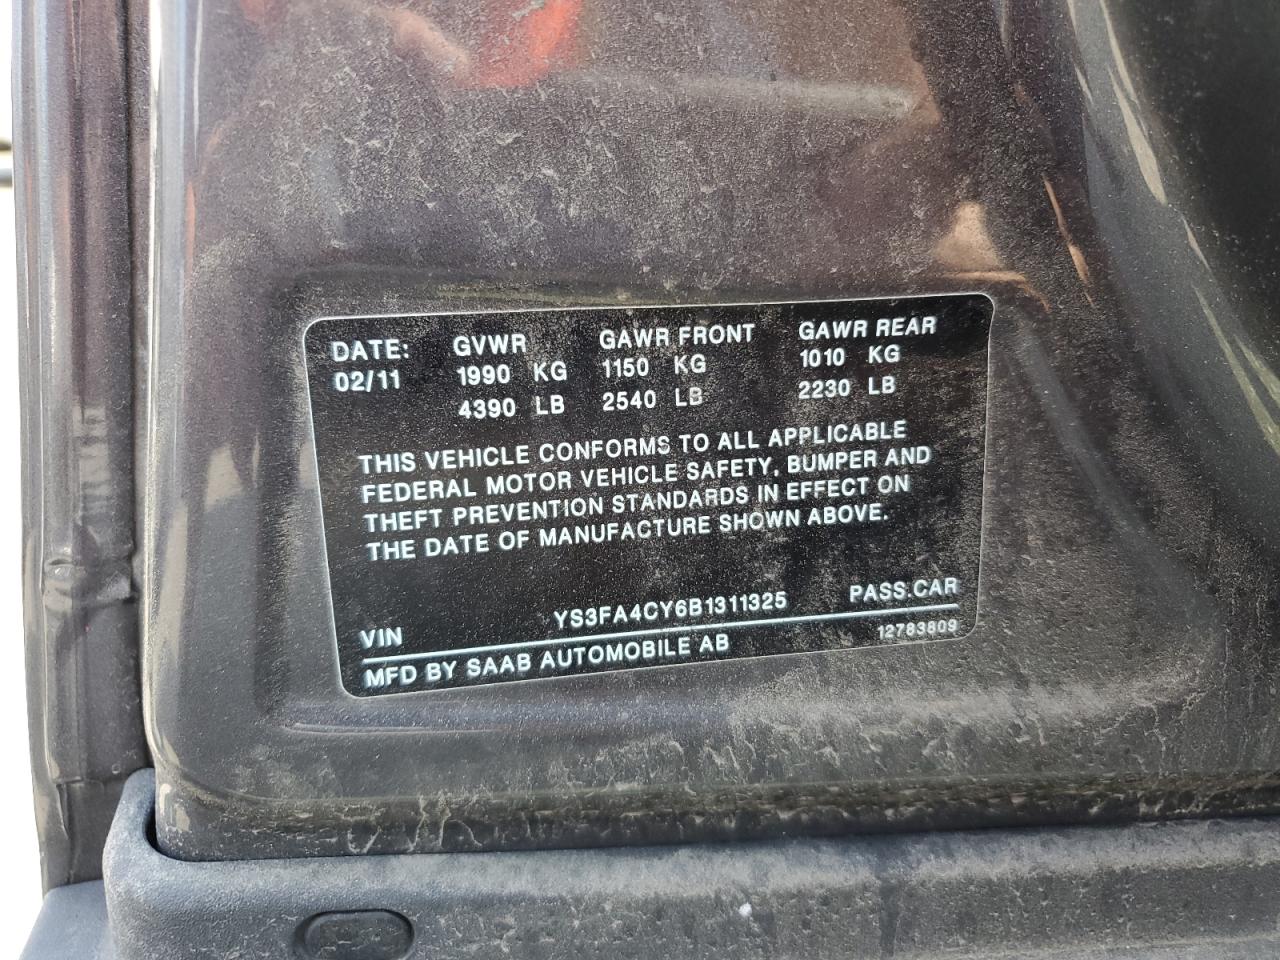 DATE: GVWR GAWR FRONT GAWR REAR
02/11 1990 KG 1150 KG 1010 KG
4390 LB 2540 LB 2230 LB
THIS VEHICLE CONFORMS TO ALL APPLICABLE
FEDERAL MOTOR VEHICLE SAFETY, BUMPER AND
THEFT PREVENTION STANDARDS IN EFFECT ON
THE DATE OF MANUFACTURE SHOWN ABOVE.
VIN YS3FA4CY6B1311325 PASS.CAR
MFD BY SAAB AUTOMOBILE AB 12783809